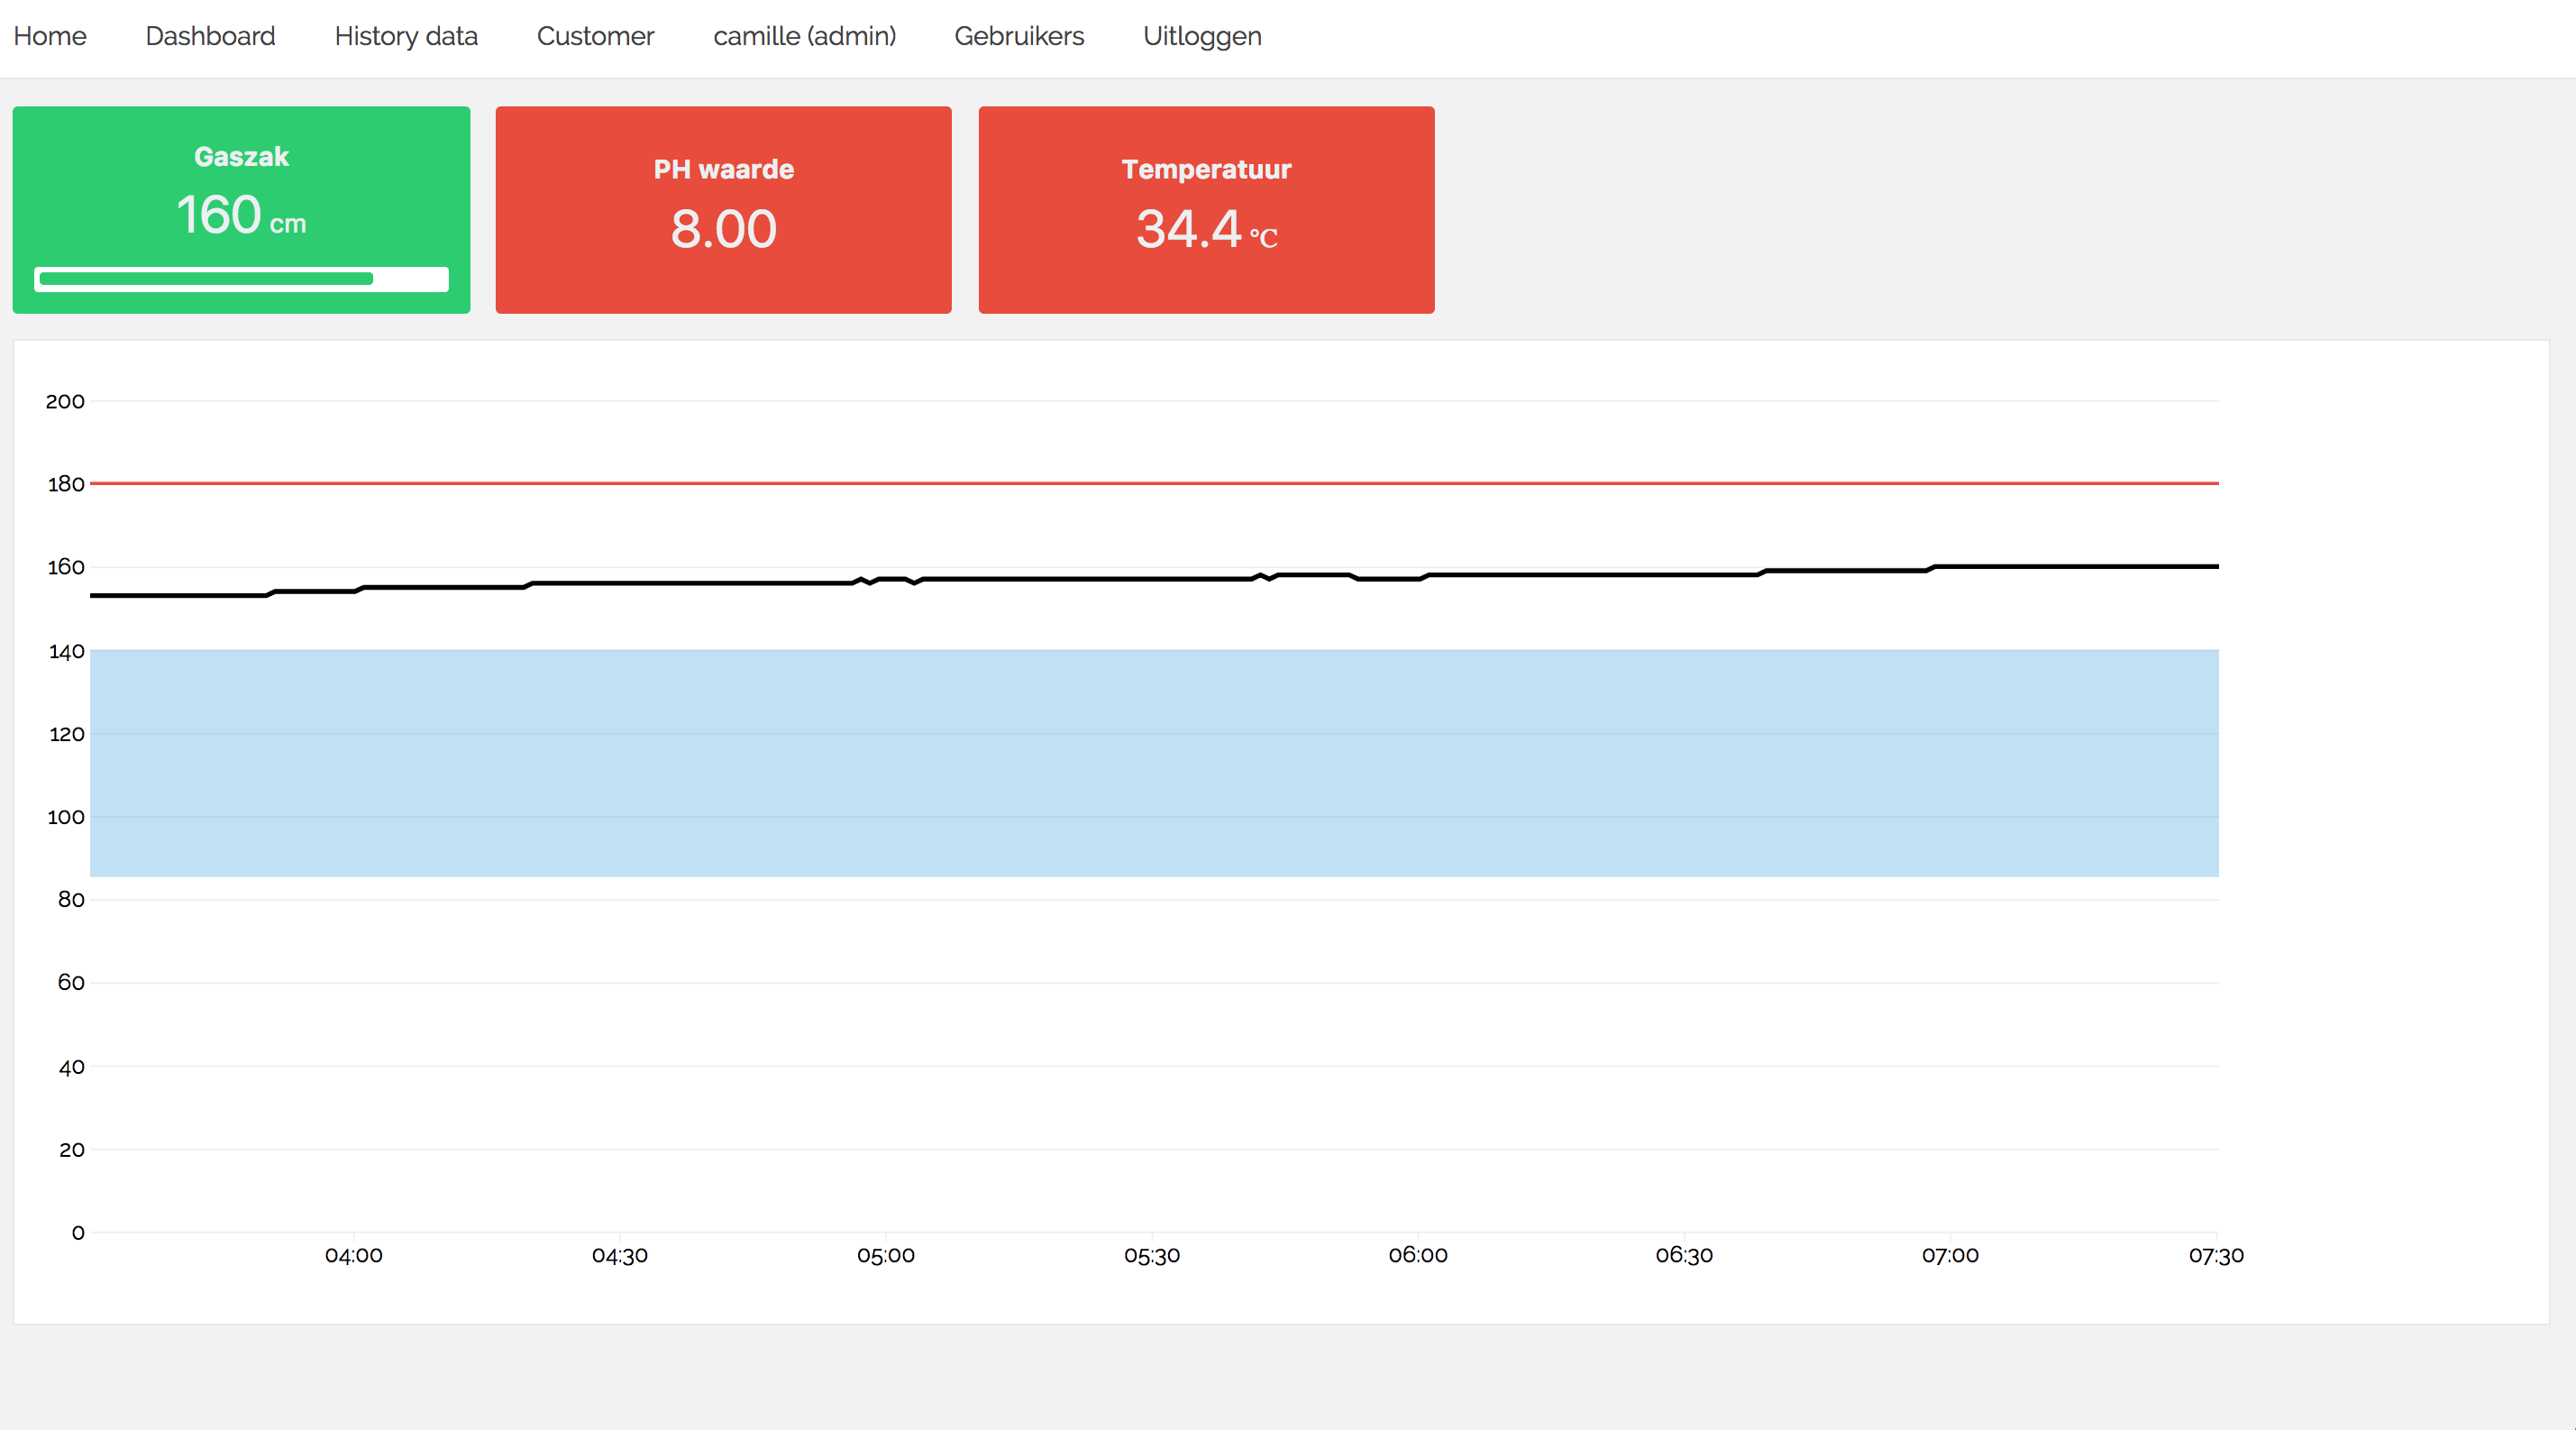 Home Dashboard History data Customer camille (admin) Gebruikers Uitloggen
Gaszak
160 cm
PH waarde
8.00
Temperatuur
34.4 °C
200
180
160
140
120
100
80
60
40
20
0
04:00 04:30 05:00 05:30 06:00 06:30 07:00 07:30